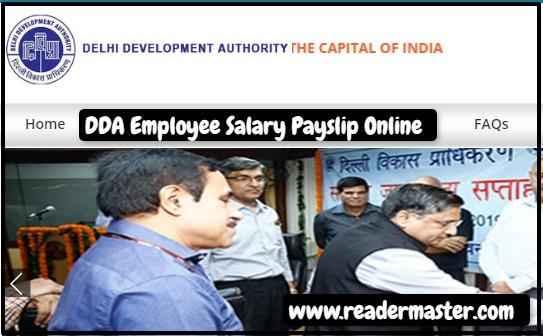 DELHI DEVELOPMENT AUTHORITY
दिल्ली विकास प्राधिकरण
DELHI DEVELOPMENT AUTHORITY THE CAPITAL OF INDIA
Home
DDA Employee Salary Payslip Online
FAQs
दिल्ली विकास प्राधिकरण
सप्ताह
201
www.readermaster.com